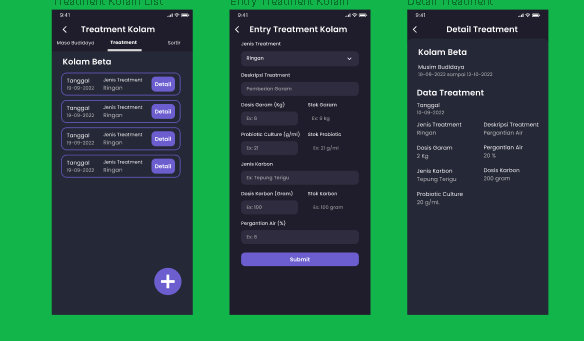 Treatment Kolam List
9:41
Treatment Kolam
Masa Budidaya Treatment Sortir
Kolam Beta
Tanggal Jenis Treatment
19-09-2022 Ringan Detail
Tanggal Jenis Treatment
19-09-2022 Ringan Detail
Tanggal Jenis Treatment
19-09-2022 Ringan Detail
Tanggal Jenis Treatment
19-09-2022 Ringan Detail
+
Entry Treatment Kolam
9:41
Entry Treatment Kolam
Jenis Treatment
Ringan
Deskripsi Treatment
Pemberian Garam
Dosis Garam (Kg) Stok Garam
Ex: 6 Ex: 9 Kg
Probiotic Culture (g/ml) Stok Probiotic
Ex: 21 Ex: 21 g/ml
Jenis Karbon
Ex: Tepung Terigu
Dosis Karbon (Gram) Stok Karbon
Ex: 100 Ex: 100 gram
Pergantian Air (%)
Ex: 6
Submit
Detail Treatment
9:41
Detail Treatment
Kolam Beta
Musim Budidaya
19-09-2022 sampai 12-10-2022
Data Treatment
Tanggal
10-09-2022
Jenis Treatment Deskripsi Treatment
Ringan Pergantian Air
Dosis Garam Pergantian Air
2 Kg 20 %
Jenis Karbon Dosis Karbon
Tepung Terigu 200 gram
Probiotic Culture
20 g/mL